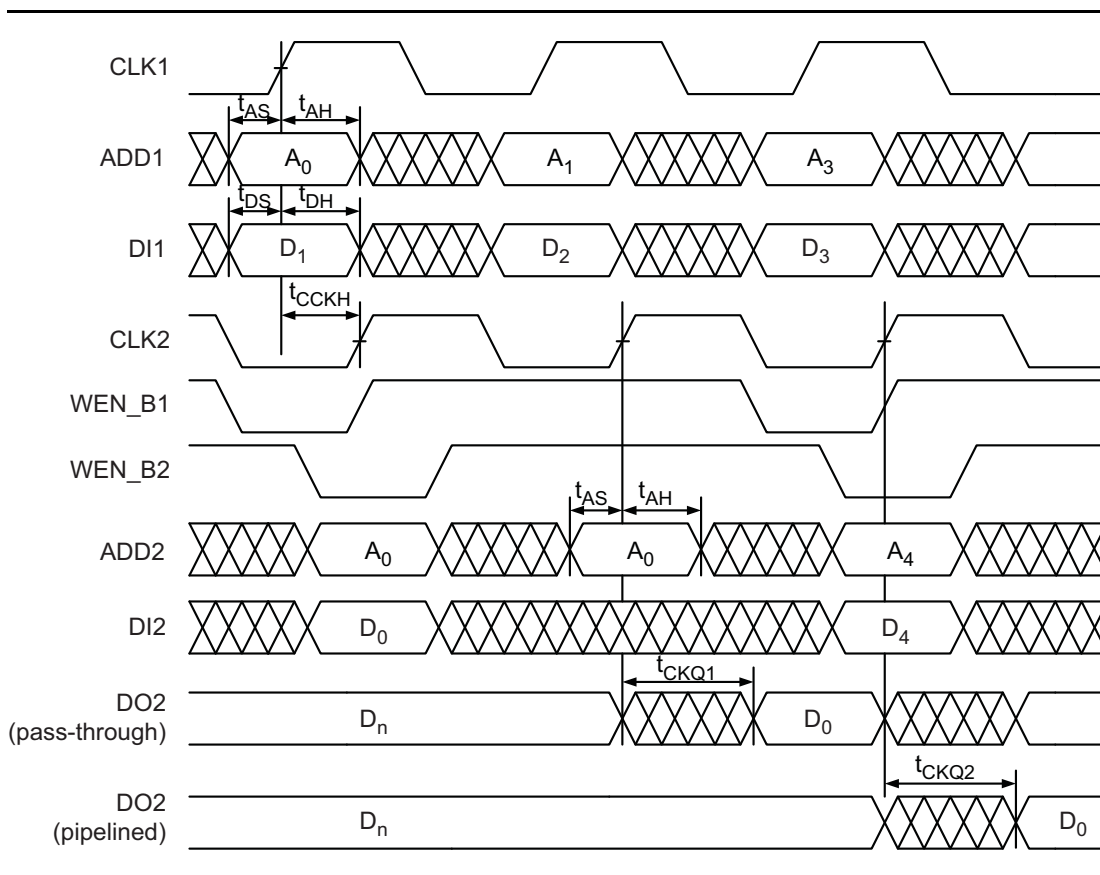 CLK1
tAS tAH
ADD1 A0 A1 A3
tDS tDH
DI1 D1 D2 D3
tCCKH
CLK2
WEN_B1
WEN_B2
tAS tAH
ADD2 A0 A0 A4
DI2 D0 D4
tCKQ1
DO2
(pass-through)
Dn D0
tCKQ2
DO2
(pipelined)
Dn D0